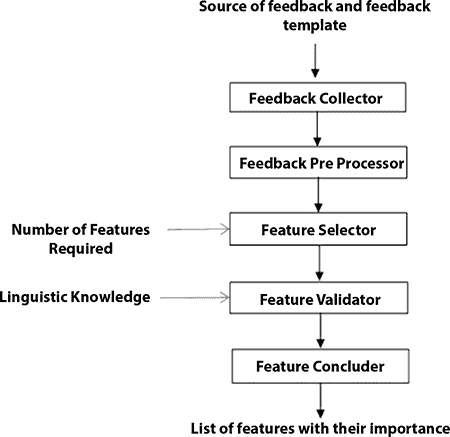 Source of feedback and feedback
template
Feedback Collector
Feedback Pre Processor
Number of Features
Required
Feature Selector
Linguistic Knowledge
Feature Validator
Feature Concluder
List of features with their importance